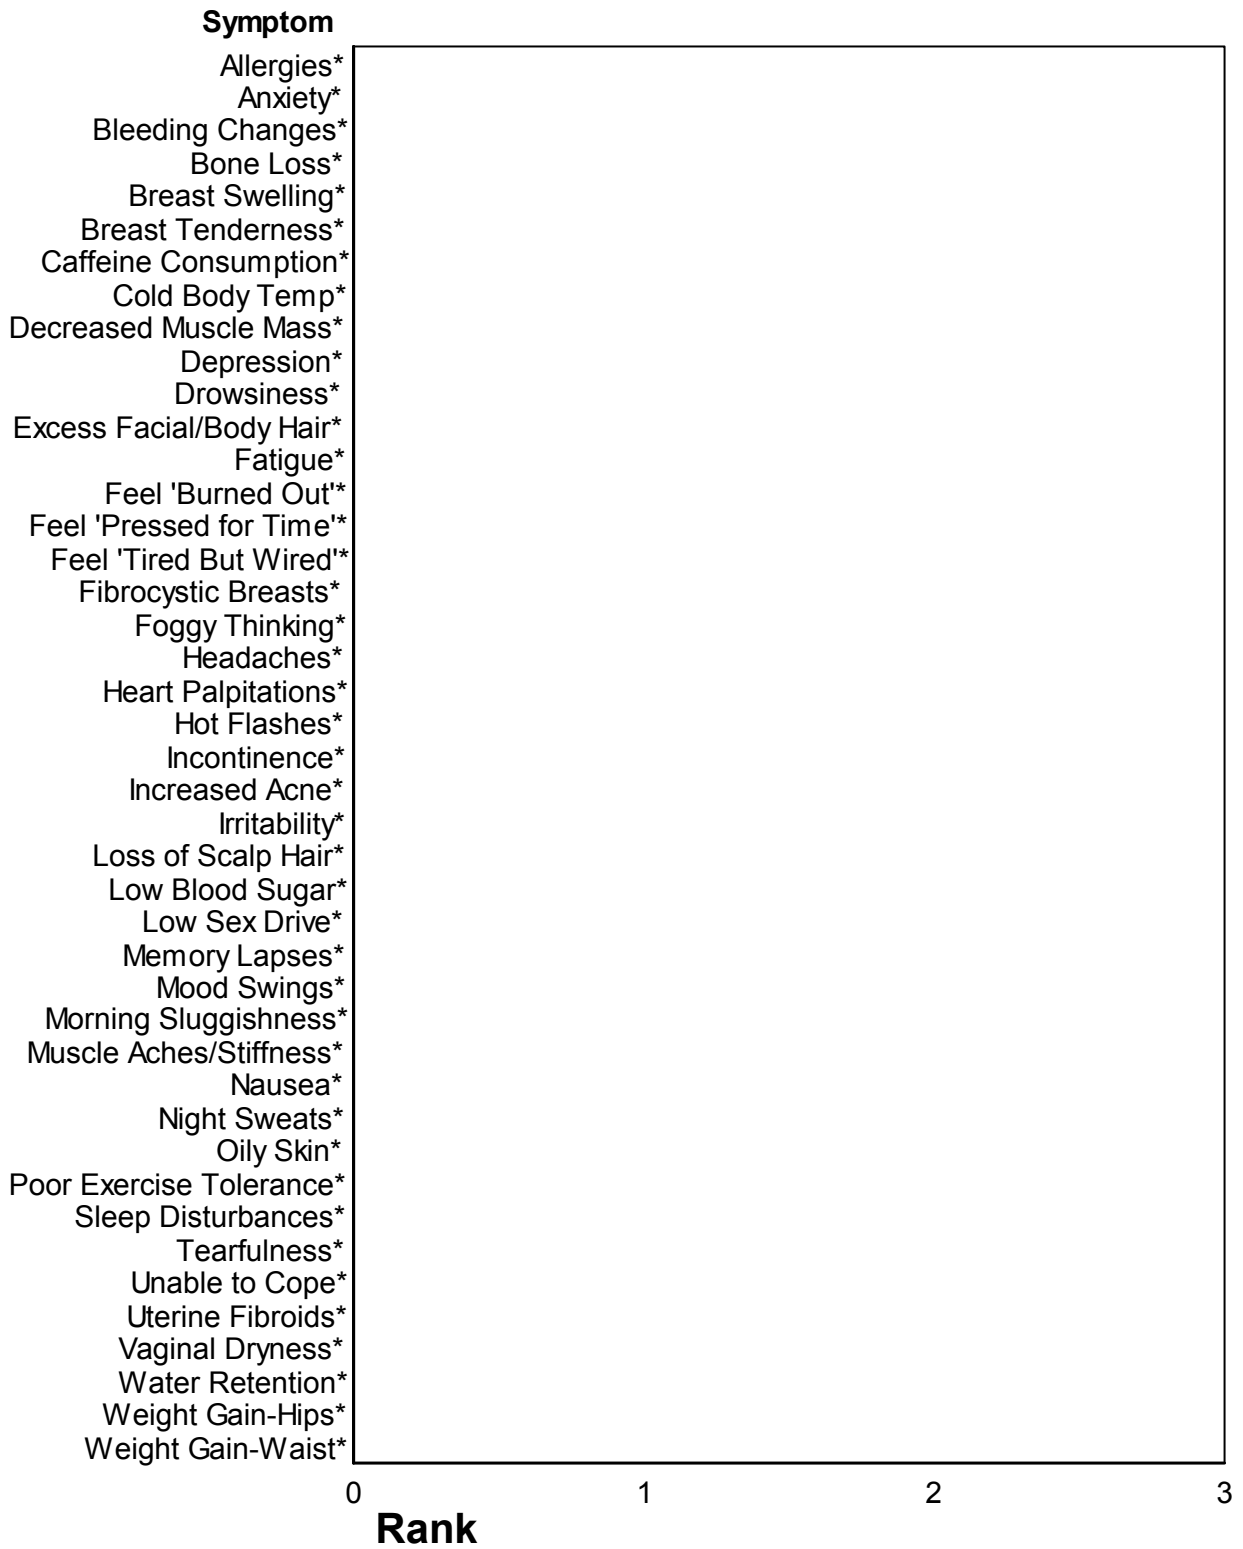 Symptom
Allergies*
Anxiety*
Bleeding Changes*
Bone Loss*
Breast Swelling*
Breast Tenderness*
Caffeine Consumption*
Cold Body Temp*
Decreased Muscle Mass*
Depression*
Drowsiness*
Excess Facial/Body Hair*
Fatigue*
Feel 'Burned Out'*
Feel 'Pressed for Time'*
Feel 'Tired But Wired'*
Fibrocystic Breasts*
Foggy Thinking*
Headaches*
Heart Palpitations*
Hot Flashes*
Incontinence*
Increased Acne*
Irritability*
Loss of Scalp Hair*
Low Blood Sugar*
Low Sex Drive*
Memory Lapses*
Mood Swings*
Morning Sluggishness*
Muscle Aches/Stiffness*
Nausea*
Night Sweats*
Oily Skin*
Poor Exercise Tolerance*
Sleep Disturbances*
Tearfulness*
Unable to Cope*
Uterine Fibroids*
Vaginal Dryness*
Water Retention*
Weight Gain-Hips*
Weight Gain-Waist*
0 1 2 3
Rank